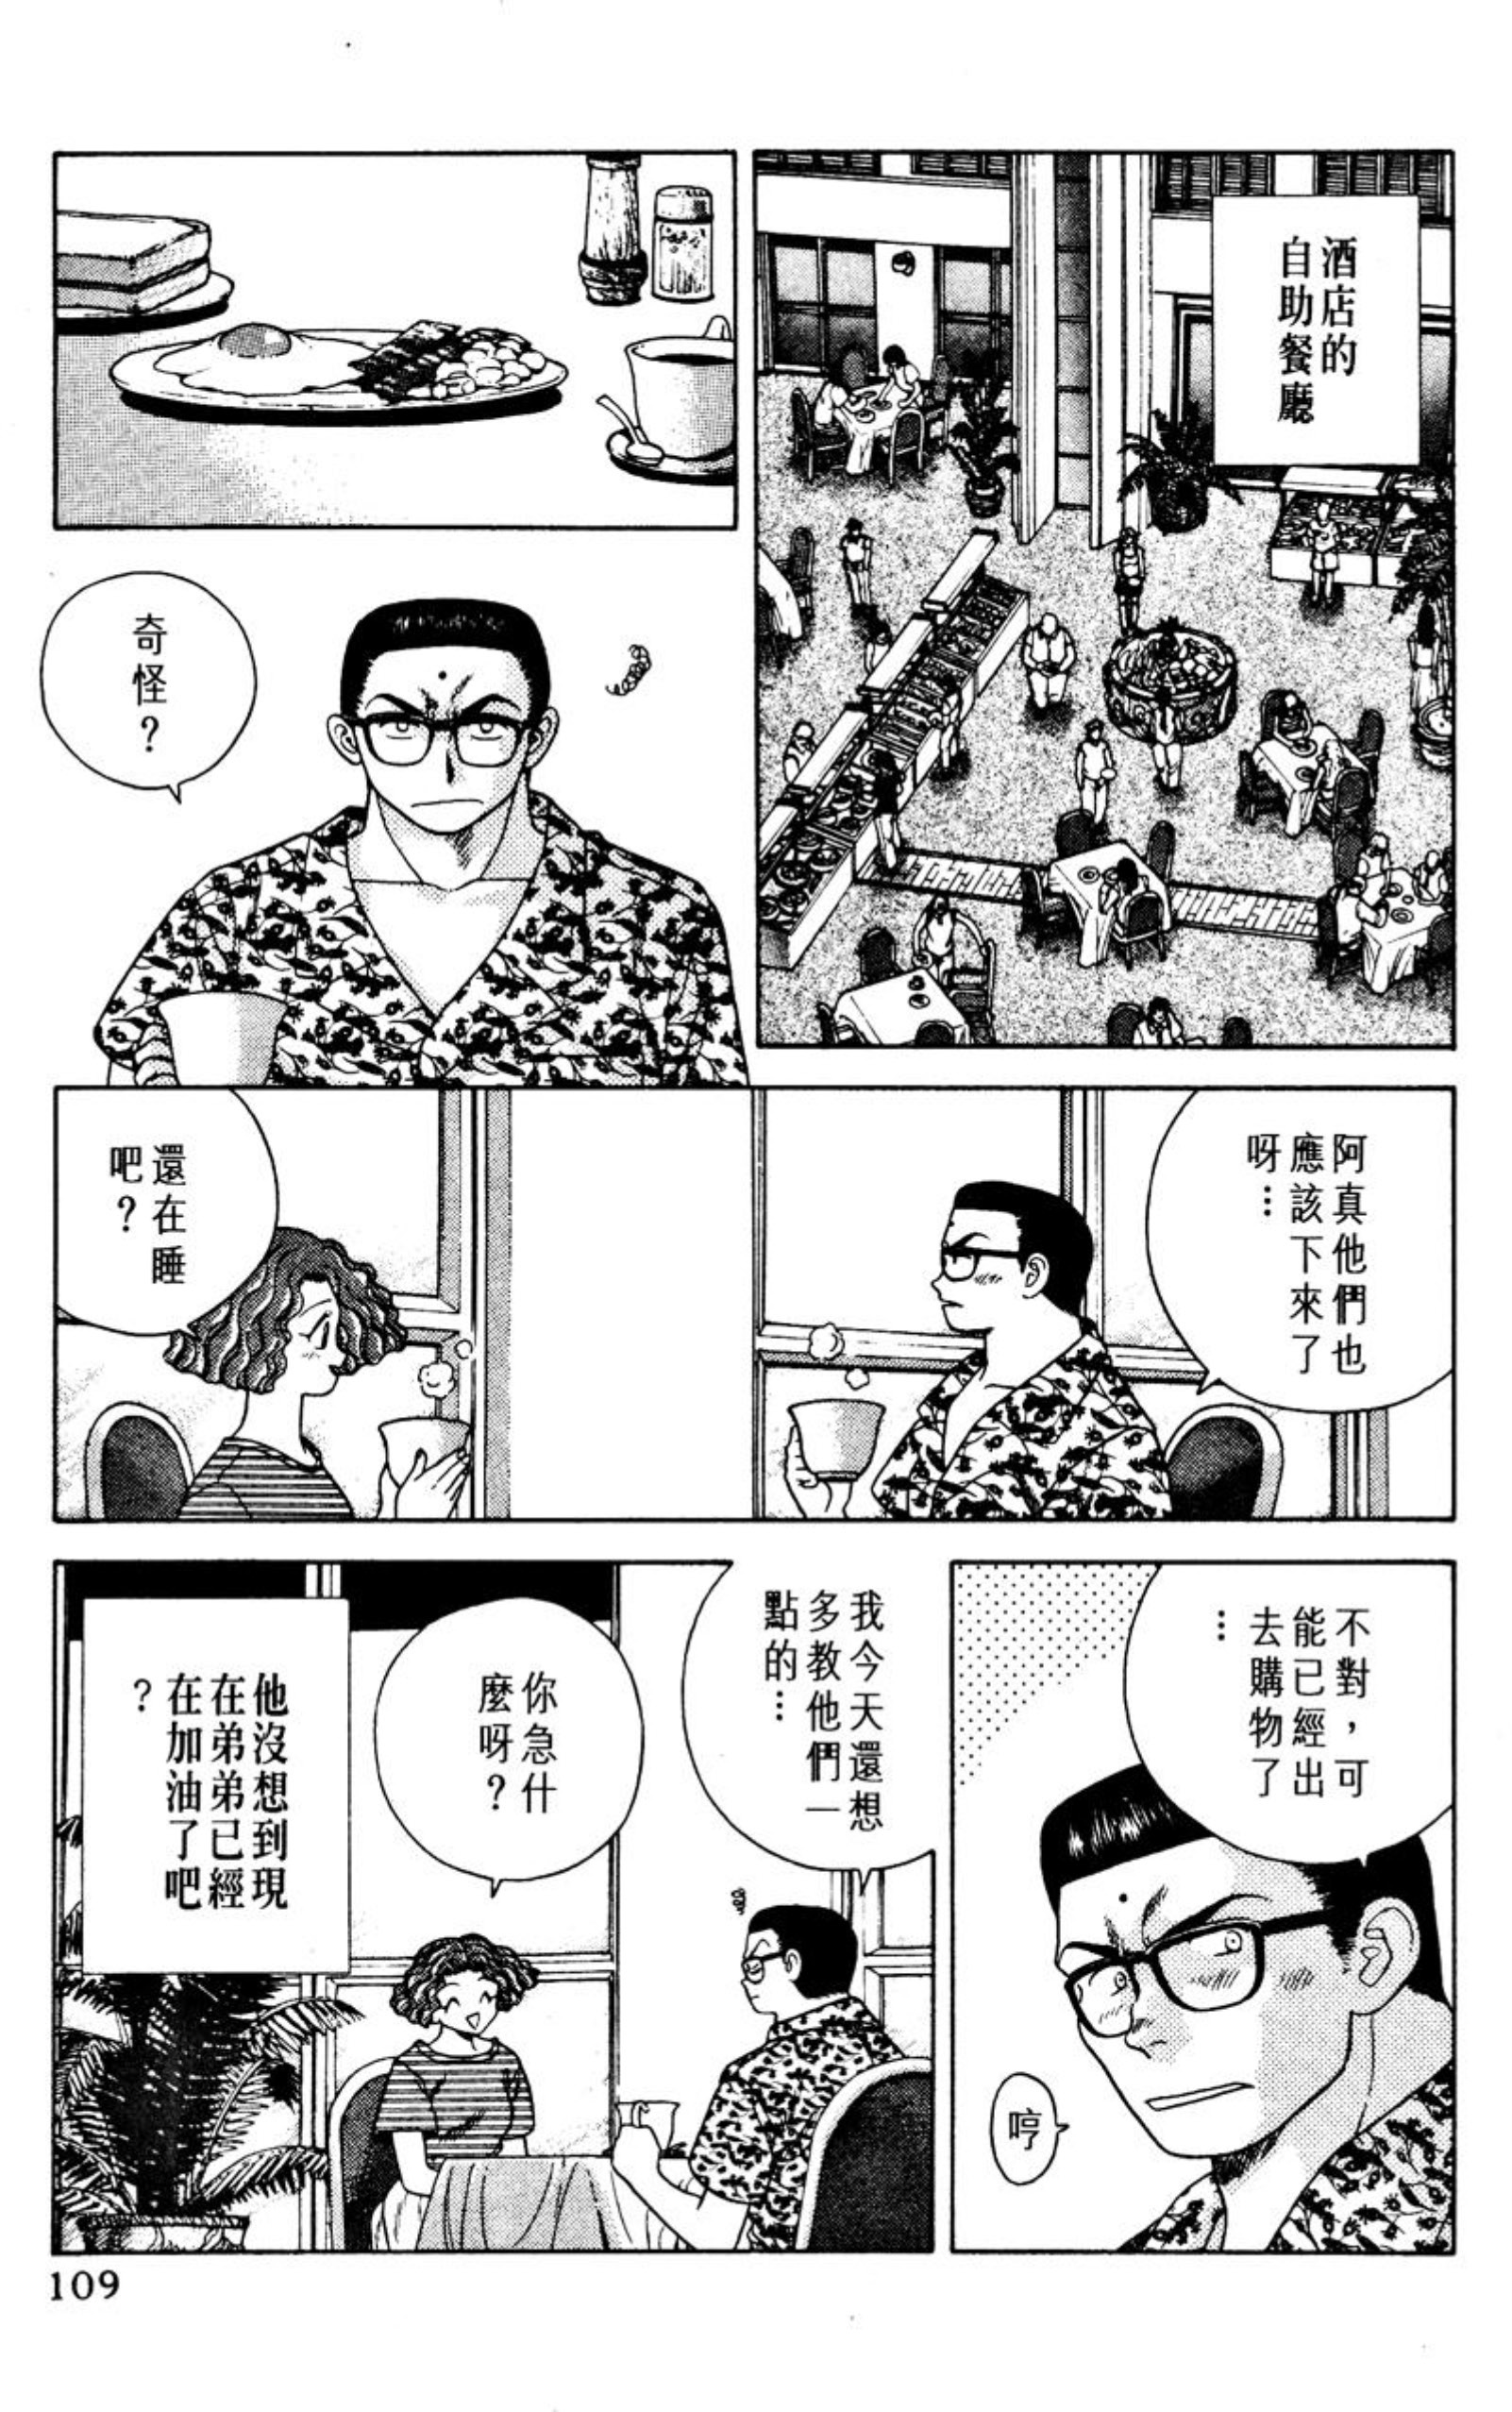 酒店的
自助餐廳
奇怪？
阿真他們也
應該下來了
呀…
還在睡
吧？
不對，可
能已經出
去購物了
…
哼
我今天還想
多教他們一
點的…
你急什
麼呀？
他沒想到現
在弟弟已經
在加油了吧
？
109